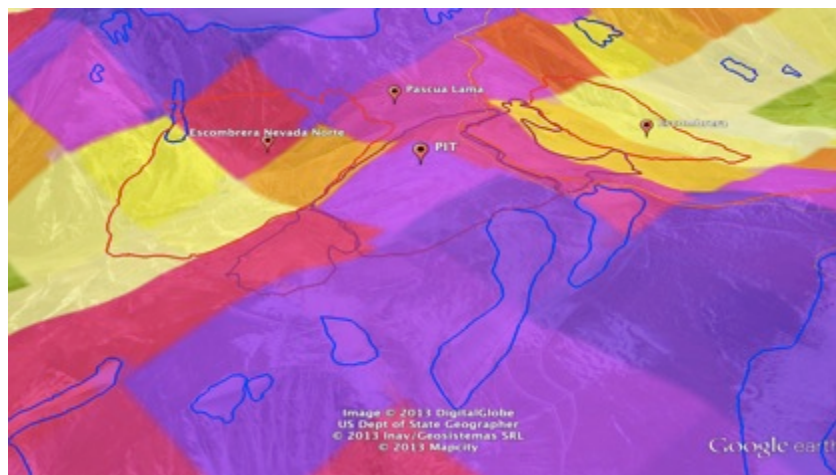 Pascua Lama
Escombrera Nevada Norte
Escombrera
PIT
Image © 2013 DigitalGlobe
US Dept of State Geographer
© 2013 Inav/Geosistemas SRL
© 2013 Mapcity
Google earth